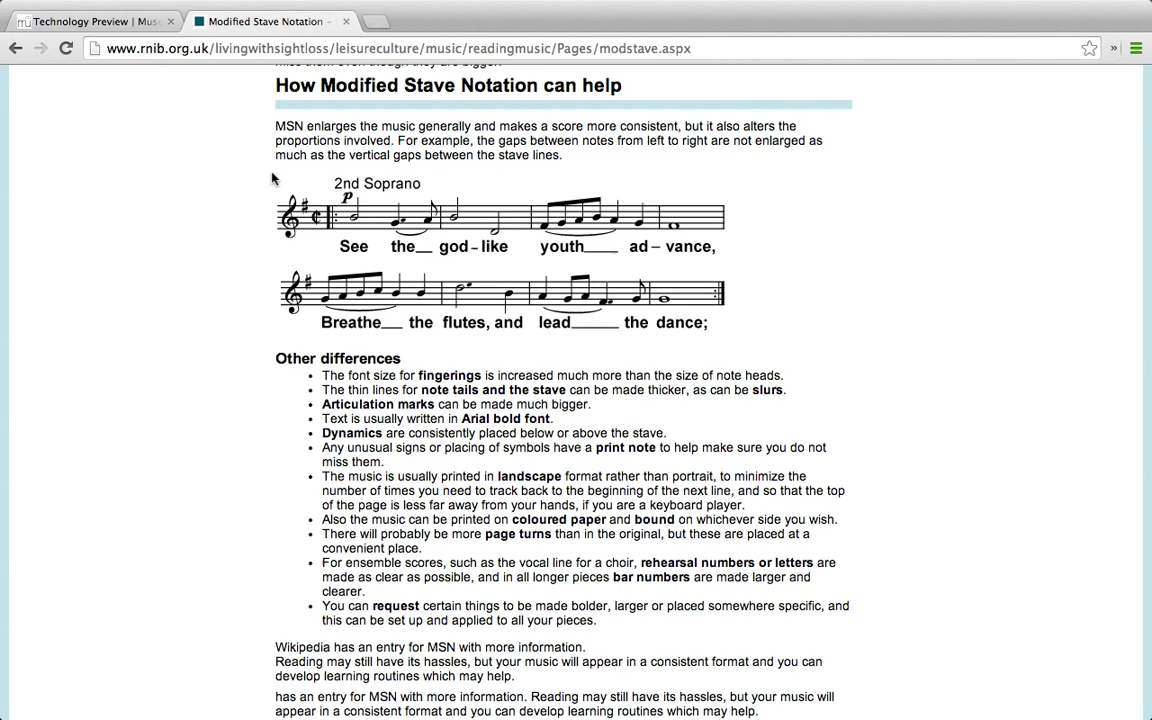 Technology Preview | Mus
Modified Stave Notation –
www.rnib.org.uk/livingwithsightloss/leisureculture/music/readingmusic/Pages/modstave.aspx
miss them even though they are bigger.
How Modified Stave Notation can help
MSN enlarges the music generally and makes a score more consistent, but it also alters the
proportions involved. For example, the gaps between notes from left to right are not enlarged as
much as the vertical gaps between the stave lines.
2nd Soprano
p
See the__ god-like youth____ ad-vance,
Breathe__ the flutes, and lead_____ the dance;
Other differences
• The font size for fingerings is increased much more than the size of note heads.
• The thin lines for note tails and the stave can be made thicker, as can be slurs.
• Articulation marks can be made much bigger.
• Text is usually written in Arial bold font.
• Dynamics are consistently placed below or above the stave.
• Any unusual signs or placing of symbols have a print note to help make sure you do not
miss them.
• The music is usually printed in landscape format rather than portrait, to minimize the
number of times you need to track back to the beginning of the next line, and so that the top
of the page is less far away from your hands, if you are a keyboard player.
• Also the music can be printed on coloured paper and bound on whichever side you wish.
• There will probably be more page turns than in the original, but these are placed at a
convenient place.
• For ensemble scores, such as the vocal line for a choir, rehearsal numbers or letters are
made as clear as possible, and in all longer pieces bar numbers are made larger and
clearer.
• You can request certain things to be made bolder, larger or placed somewhere specific, and
this can be set up and applied to all your pieces.
Wikipedia has an entry for MSN with more information.
Reading may still have its hassles, but your music will appear in a consistent format and you can
develop learning routines which may help.
has an entry for MSN with more information. Reading may still have its hassles, but your music will
appear in a consistent format and you can develop learning routines which may help.